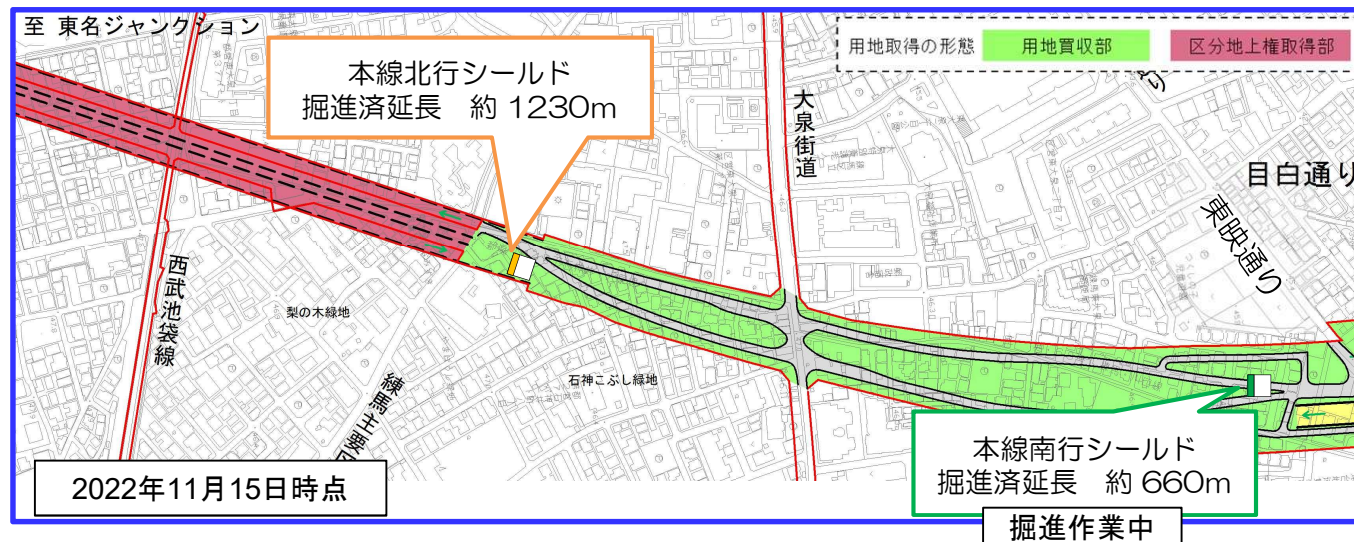 至 東名ジャンクション
用地取得の形態
用地買収部
区分地上権取得部
本線北行シールド
掘進済延長 約 1230m
大泉街道
目白通り
東映通り
西武池袋線
梨の木緑地
石神こぶし緑地
練馬主要区
本線南行シールド
掘進済延長 約 660m
2022年11月15日時点
掘進作業中